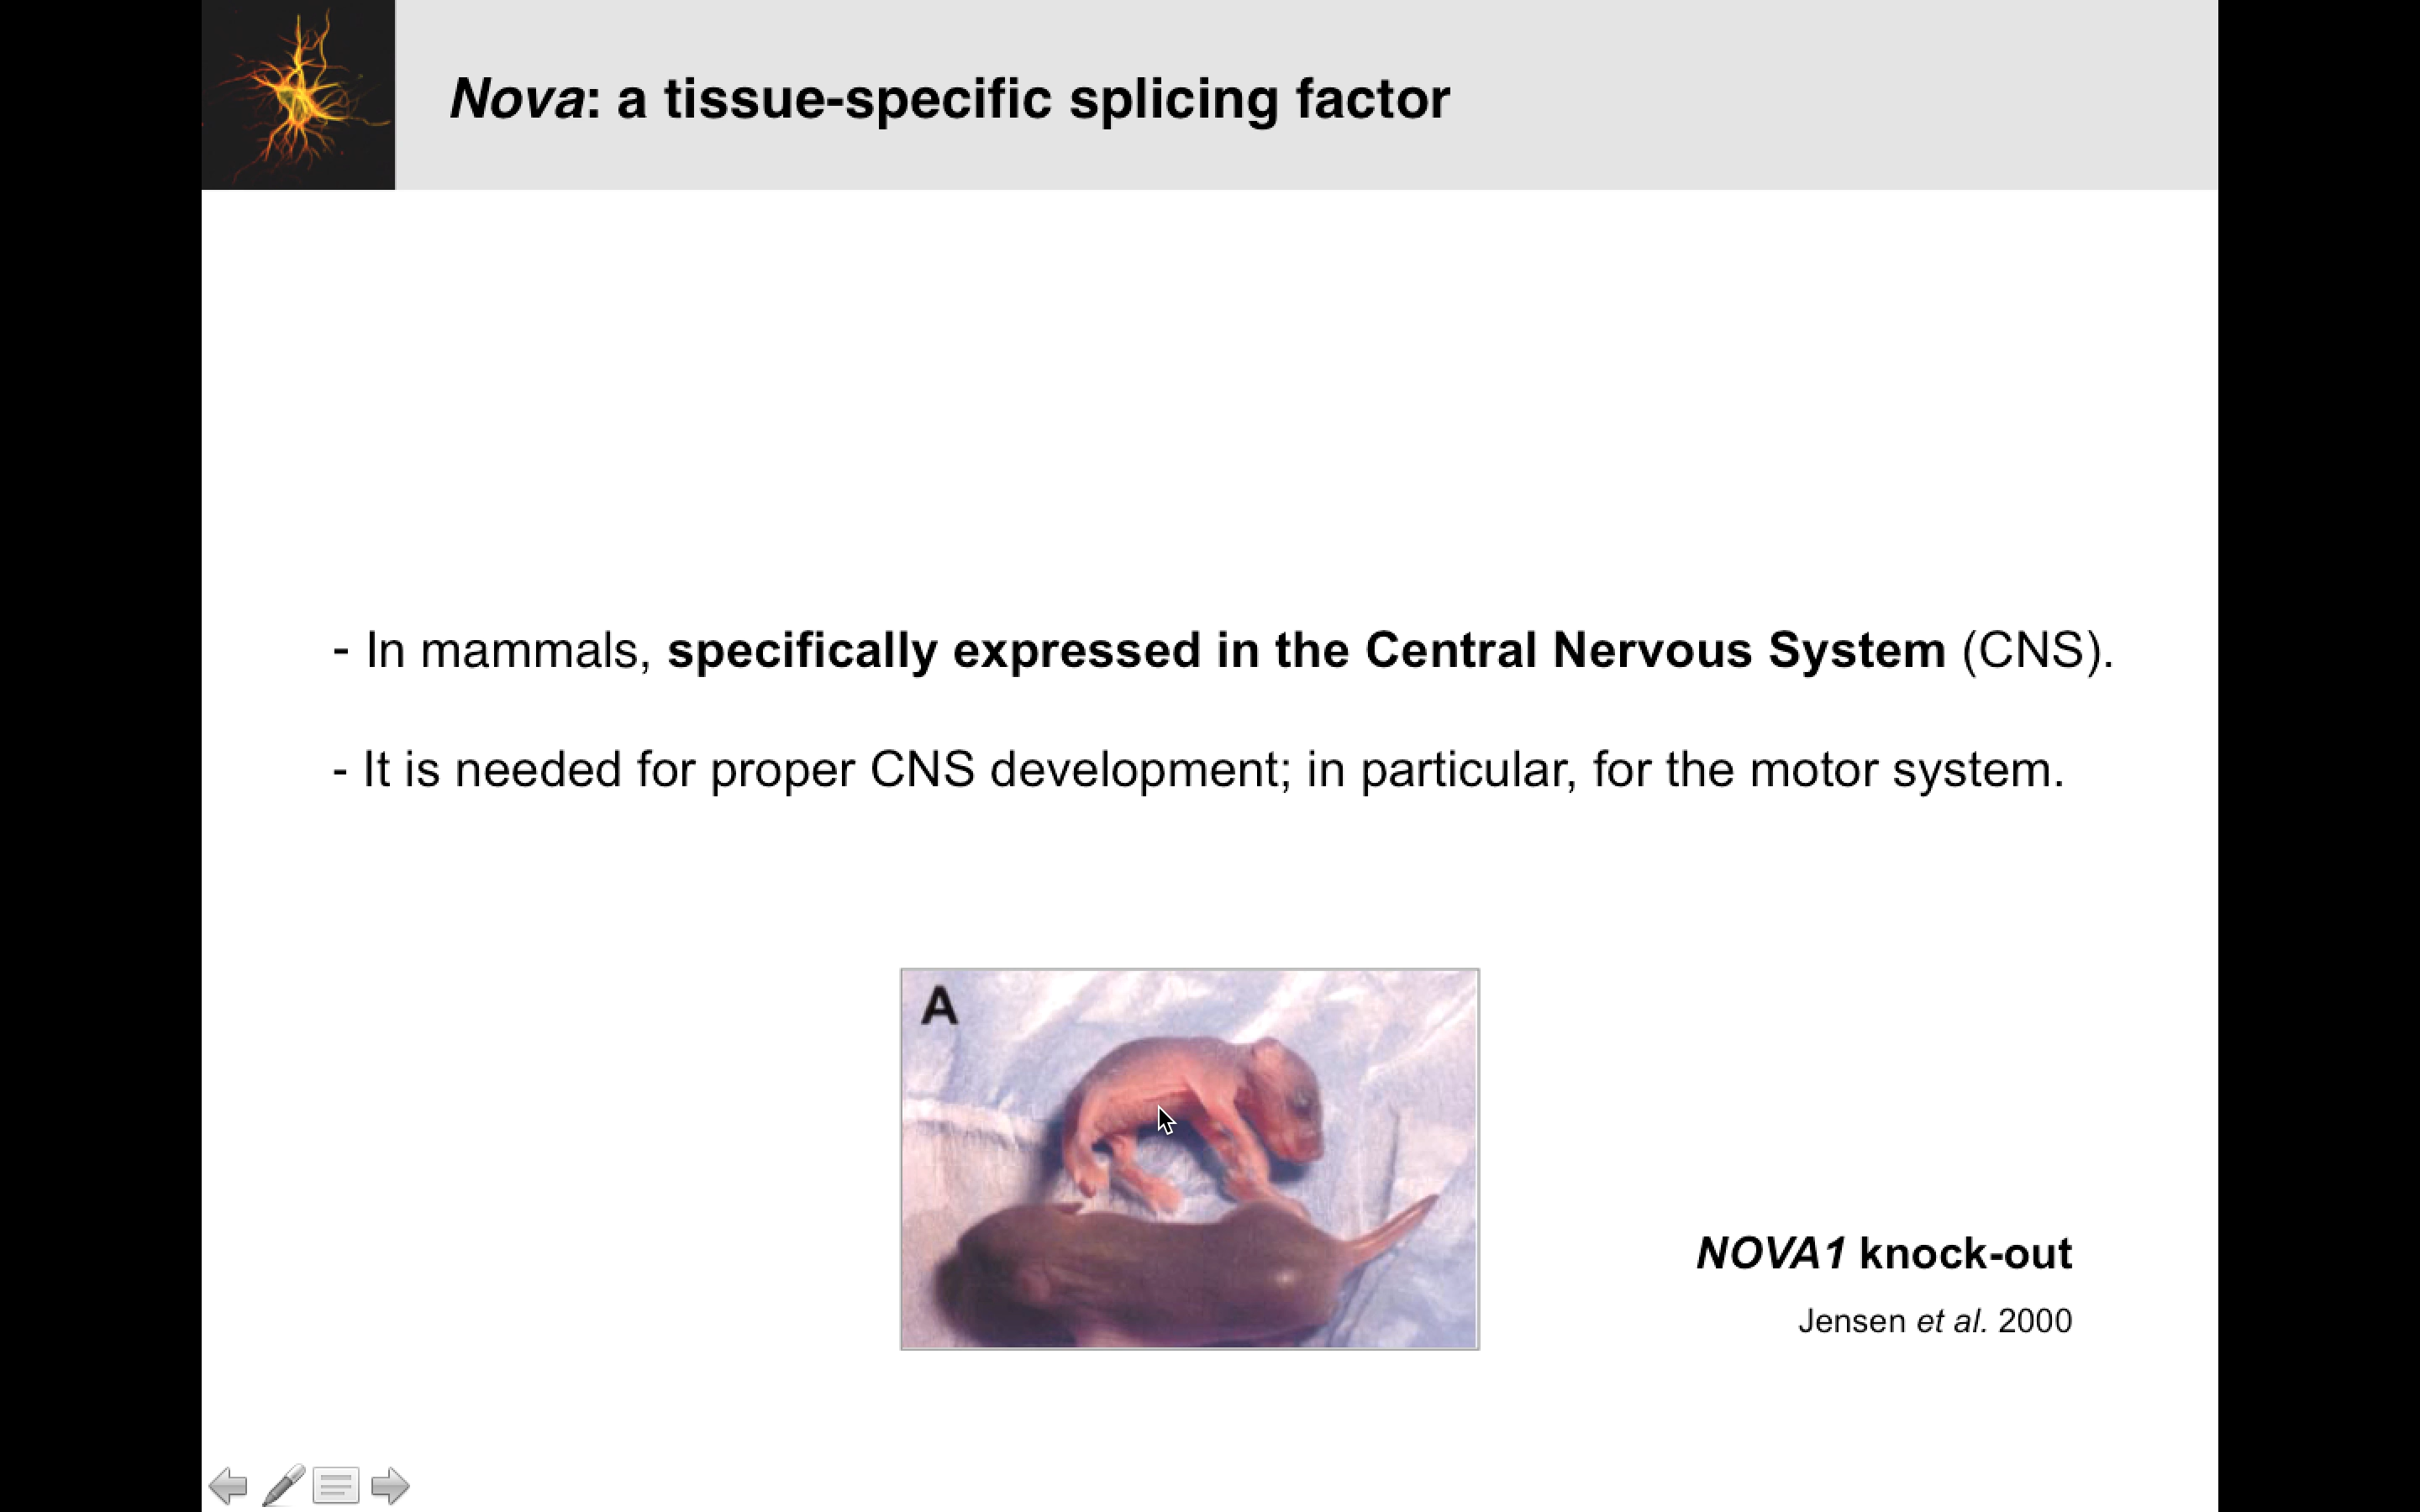 Nova: a tissue-specific splicing factor
- In mammals, specifically expressed in the Central Nervous System (CNS).
- It is needed for proper CNS development; in particular, for the motor system.
A
NOVA1 knock-out
Jensen et al. 2000